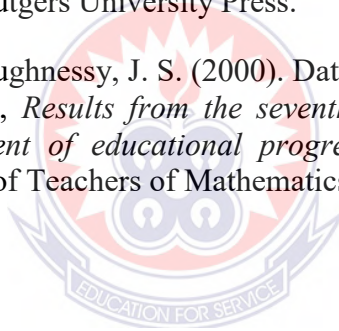 utgers University Press.
ughnessy, J. S. (2000). Dat
, Results from the seventh
ent of educational progre
of Teachers of Mathematics
EDUCATION FOR SERVICE